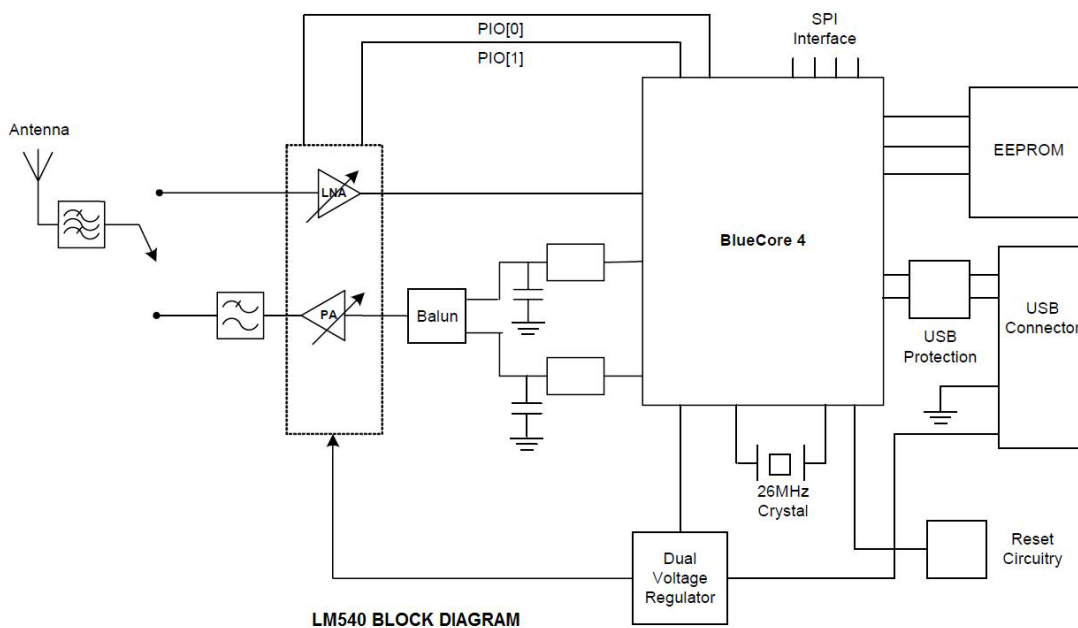 PIO[0]
PIO[1]
SPI
Interface
Antenna
LNA
EEPROM
BlueCore 4
PA
Balun
USB
Connector
USB
Protection
26MHz
Crystal
Dual
Voltage
Regulator
Reset
Circuitry
LM540 BLOCK DIAGRAM